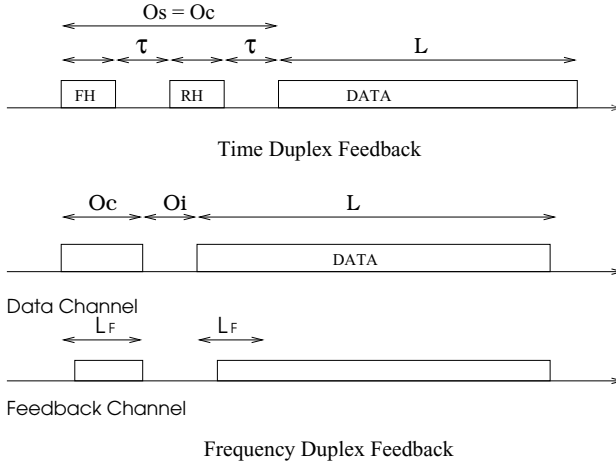 Os = Oc
τ τ L
FH RH DATA
Time Duplex Feedback
Oc Oi L
DATA
Data Channel
LF LF
Feedback Channel
Frequency Duplex Feedback